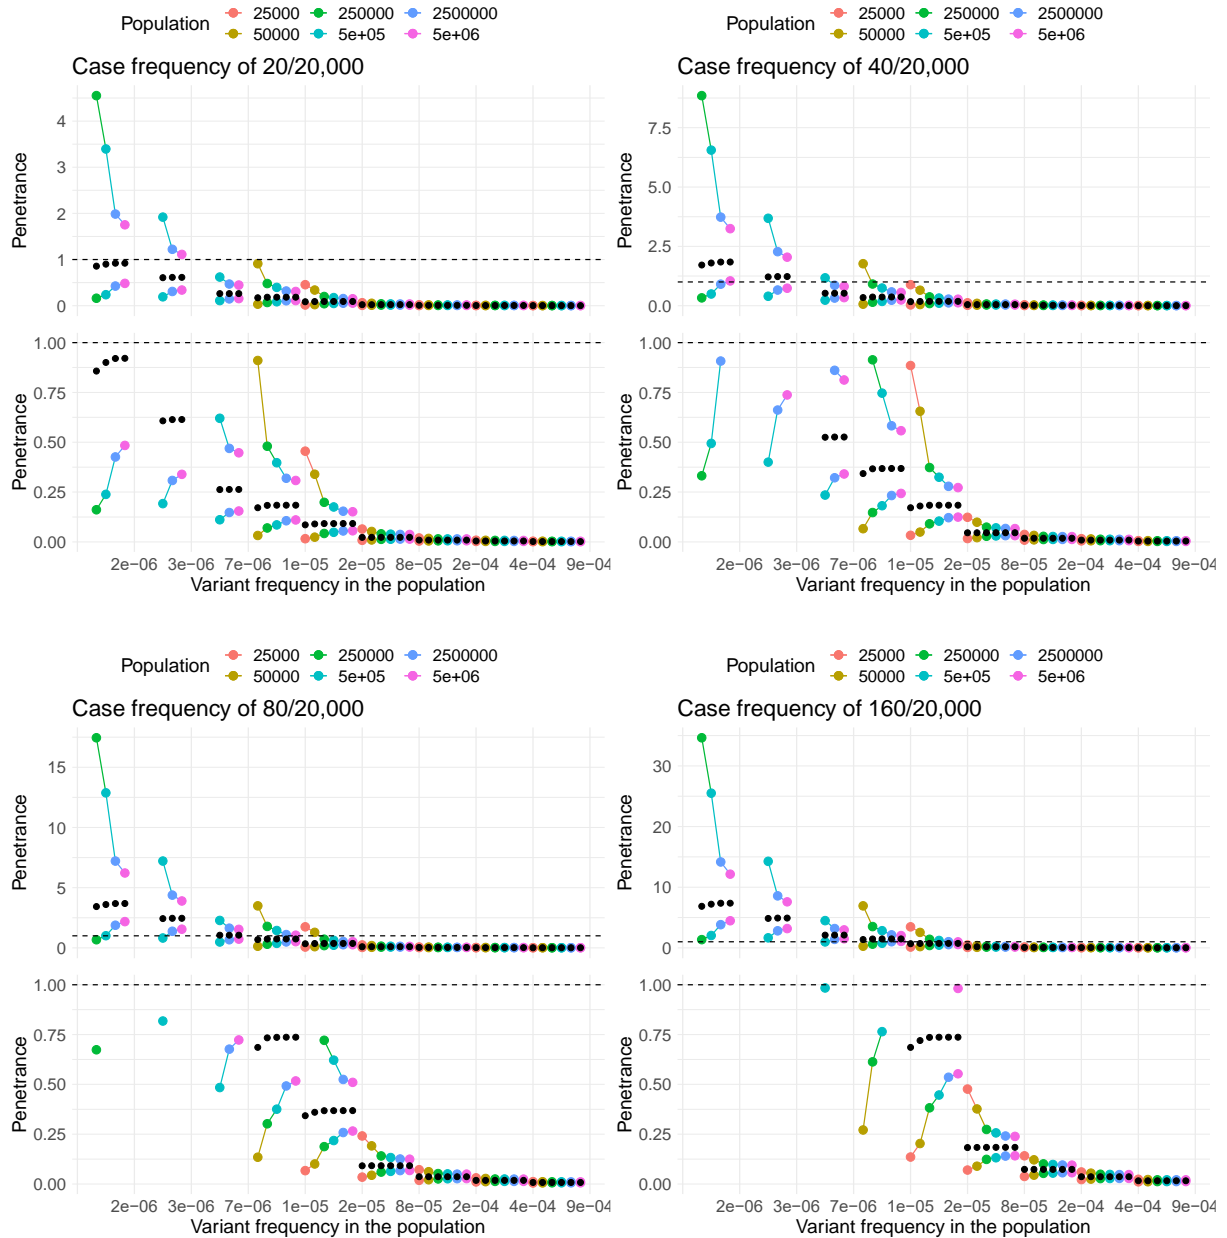 Population 25000 250000 2500000
50000 5e+05 5e+06
Case frequency of 20/20,000
Penetrance
4
3
2
1
0
Penetrance
1.00
0.75
0.50
0.25
0.00
2e-06 3e-06 7e-06 1e-05 2e-05 8e-05 2e-04 4e-04 9e-04
Variant frequency in the population
Population 25000 250000 2500000
50000 5e+05 5e+06
Case frequency of 40/20,000
Penetrance
7.5
5.0
2.5
0.0
Penetrance
1.00
0.75
0.50
0.25
0.00
2e-06 3e-06 7e-06 1e-05 2e-05 8e-05 2e-04 4e-04 9e-04
Variant frequency in the population
Population 25000 250000 2500000
50000 5e+05 5e+06
Case frequency of 80/20,000
Penetrance
15
10
5
0
Penetrance
1.00
0.75
0.50
0.25
0.00
2e-06 3e-06 7e-06 1e-05 2e-05 8e-05 2e-04 4e-04 9e-04
Variant frequency in the population
Population 25000 250000 2500000
50000 5e+05 5e+06
Case frequency of 160/20,000
Penetrance
30
20
10
0
Penetrance
1.00
0.75
0.50
0.25
0.00
2e-06 3e-06 7e-06 1e-05 2e-05 8e-05 2e-04 4e-04 9e-04
Variant frequency in the population